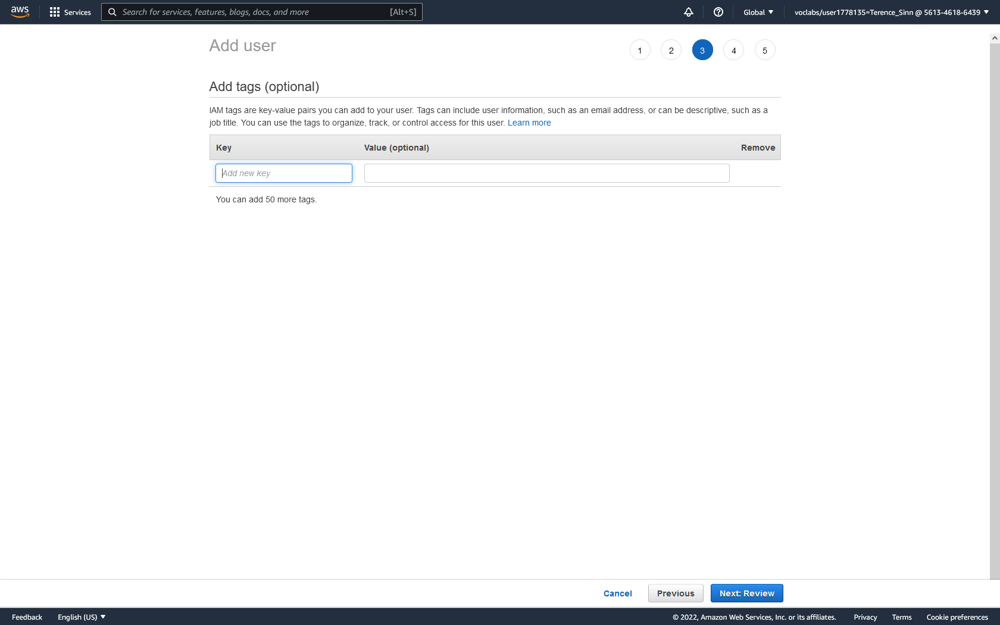 aws Services Search for services, features, blogs, docs, and more [Alt+S] Global voclabs/user1778135=Terence_Sinn @ 5613-4618-6439
Add user 1 2 3 4 5
Add tags (optional)
IAM tags are key-value pairs you can add to your user. Tags can include user information, such as an email address, or can be descriptive, such as a
job title. You can use the tags to organize, track, or control access for this user. Learn more
Key Value (optional) Remove
Add new key
You can add 50 more tags.
Cancel Previous Next: Review
Feedback English (US) © 2022, Amazon Web Services, Inc. or its affiliates. Privacy Terms Cookie preferences